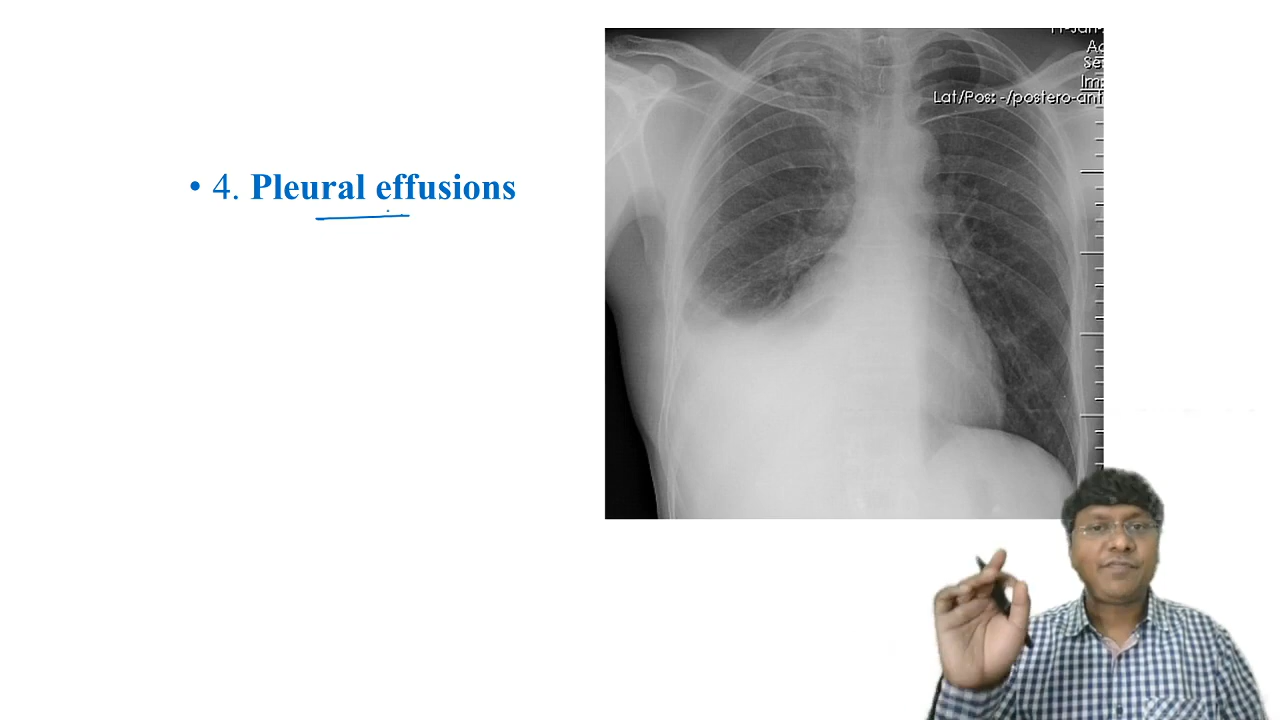 • 4. Pleural effusions
Lat/Pos: -/postero-ant